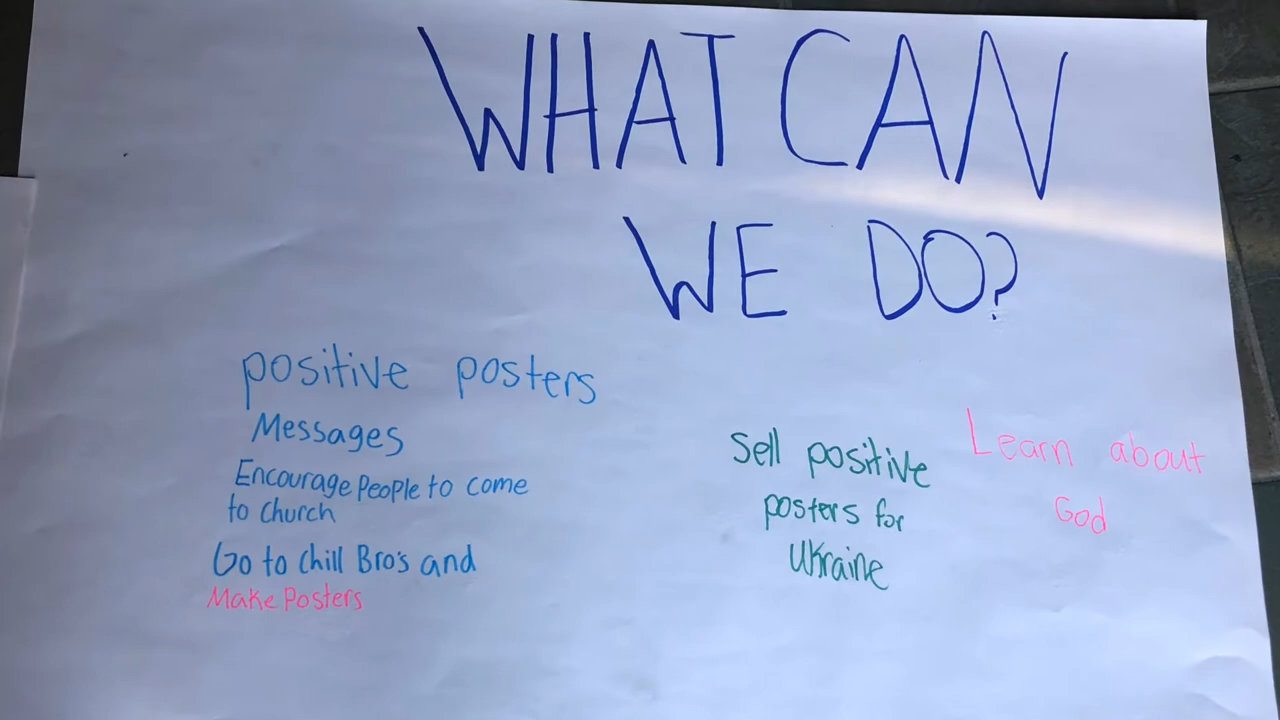 WHAT CAN
WE DO?
positive posters
Messages
Encourage People to come
to church
Go to chill Bro's and
Make Posters
Sell positive
posters for
Ukraine
Learn about
God